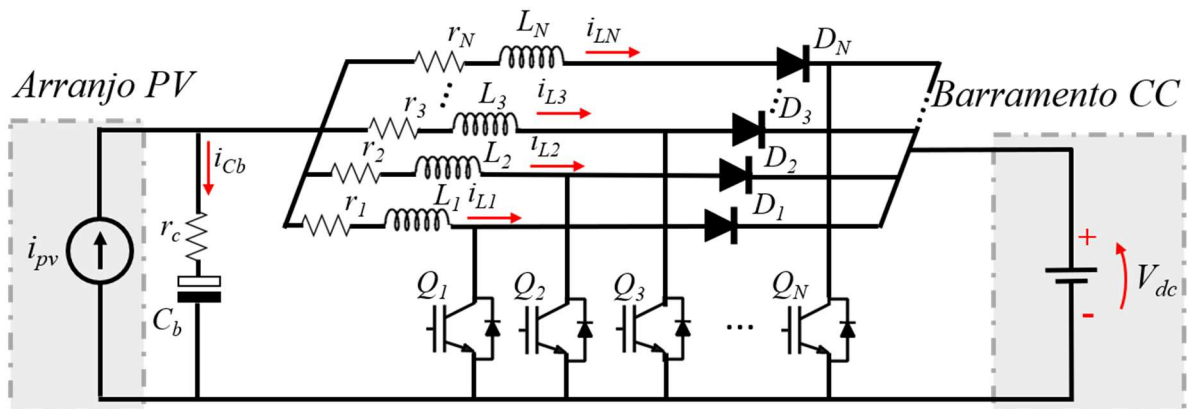 r_N L_N i_LN D_N
Arranjo PV
r_3 L_3 i_L3 D_3
Barramento CC
i_Cb
r_2 L_2 i_L2 D_2
r_1 L_1 i_L1 D_1
r_c
i_pv
C_b
Q_1 Q_2 Q_3 ... Q_N
+
V_dc
-